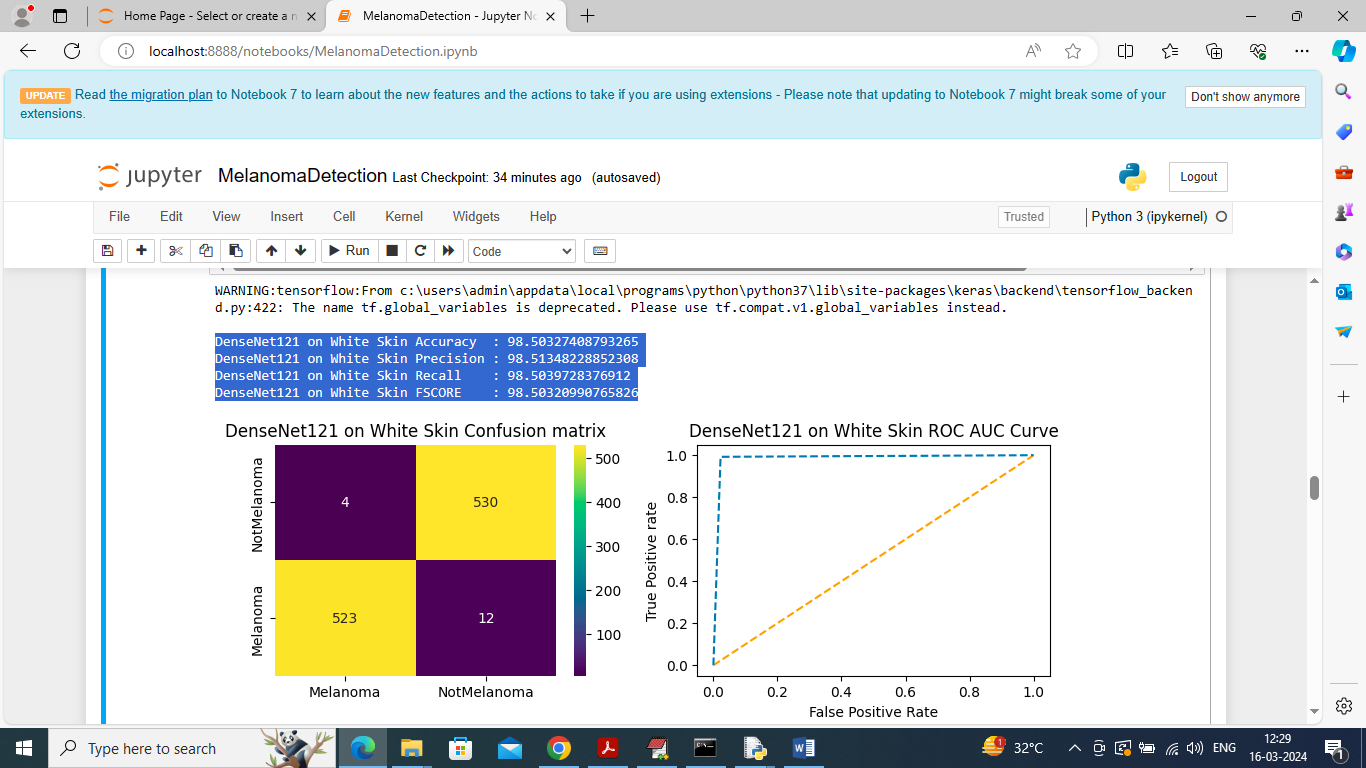 Home Page - Select or create a n
MelanomaDetection - Jupyter No
localhost:8888/notebooks/MelanomaDetection.ipynb
UPDATE Read the migration plan to Notebook 7 to learn about the new features and the actions to take if you are using extensions - Please note that updating to Notebook 7 might break some of your
extensions.
Don't show anymore
jupyter MelanomaDetection Last Checkpoint: 34 minutes ago (autosaved)
Logout
File Edit View Insert Cell Kernel Widgets Help
Trusted
Python 3 (ipykernel)
Run
Code
WARNING:tensorflow:From c:\users\admin\appdata\local\programs\python\python37\lib\site-packages\keras\backend\tensorflow_backen
d.py:422: The name tf.global_variables is deprecated. Please use tf.compat.v1.global_variables instead.
DenseNet121 on White Skin Accuracy : 98.50327408793265
DenseNet121 on White Skin Precision : 98.51348228852308
DenseNet121 on White Skin Recall : 98.5039728376912
DenseNet121 on White Skin FSCORE : 98.50320990765826
DenseNet121 on White Skin Confusion matrix
NotMelanoma
4
530
Melanoma
523
12
Melanoma
NotMelanoma
500
400
300
200
100
DenseNet121 on White Skin ROC AUC Curve
True Positive rate
1.0
0.8
0.6
0.4
0.2
0.0
0.0 0.2 0.4 0.6 0.8 1.0
False Positive Rate
Type here to search
1
32°C
ENG
12:29
16-03-2024
1